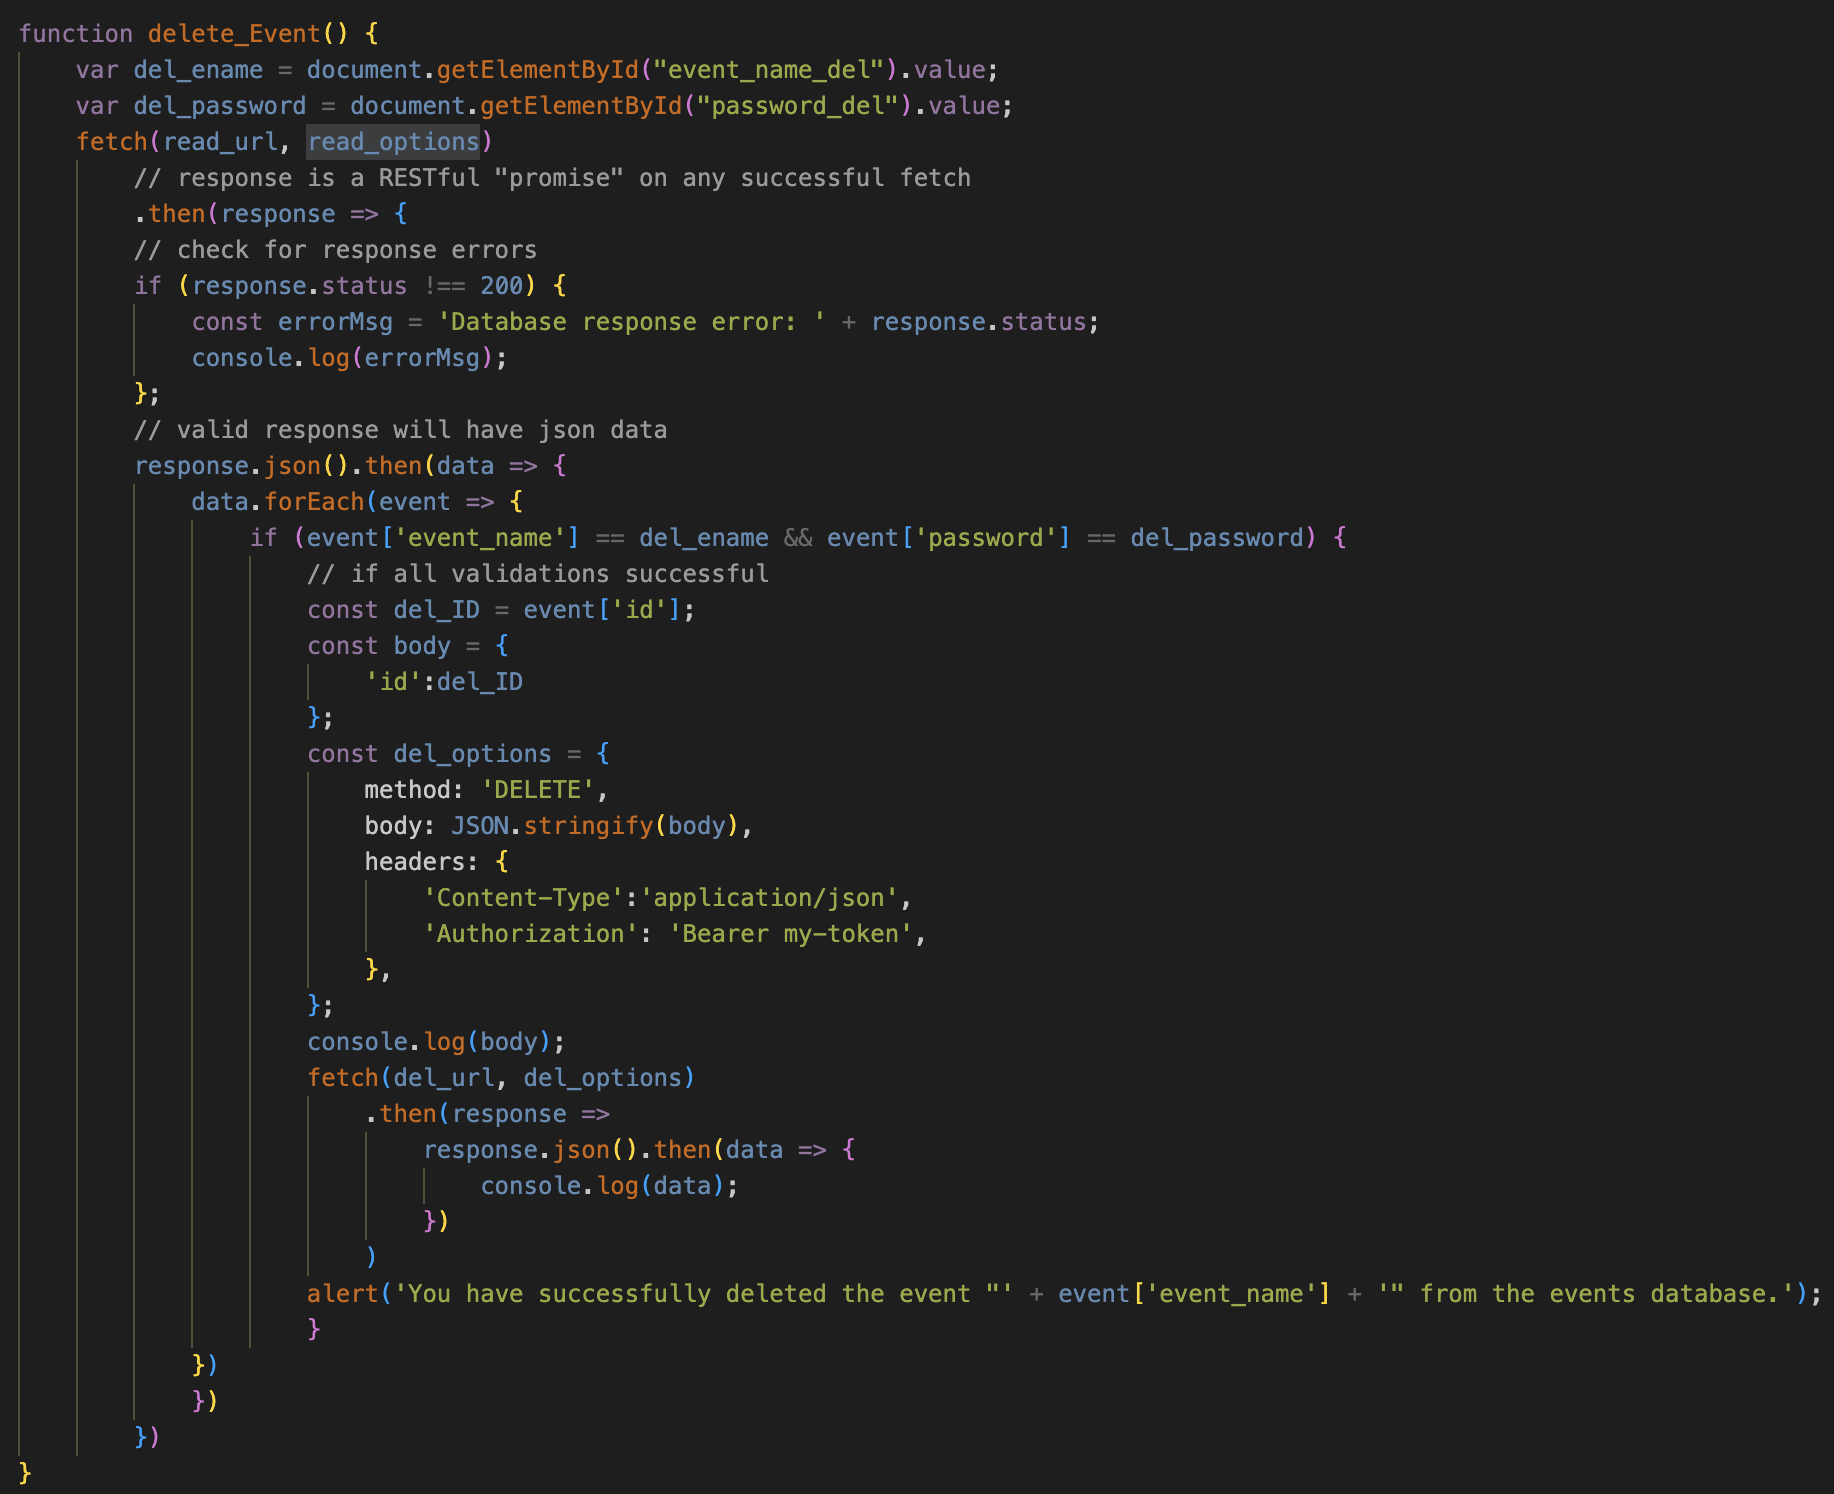 function delete_Event() {
    var del_ename = document.getElementById("event_name_del").value;
    var del_password = document.getElementById("password_del").value;
    fetch(read_url, read_options)
        // response is a RESTful "promise" on any successful fetch
        .then(response => {
        // check for response errors
        if (response.status !== 200) {
            const errorMsg = 'Database response error: ' + response.status;
            console.log(errorMsg);
        };
        // valid response will have json data
        response.json().then(data => {
            data.forEach(event => {
                if (event['event_name'] == del_ename && event['password'] == del_password) {
                    // if all validations successful
                    const del_ID = event['id'];
                    const body = {
                        'id':del_ID
                    };
                    const del_options = {
                        method: 'DELETE',
                        body: JSON.stringify(body),
                        headers: {
                            'Content-Type':'application/json',
                            'Authorization': 'Bearer my-token',
                        },
                    };
                    console.log(body);
                    fetch(del_url, del_options)
                        .then(response =>
                            response.json().then(data => {
                                console.log(data);
                            })
                        )
                    alert('You have successfully deleted the event "' + event['event_name'] + '" from the events database.');
                    }
            })
            })
        })
}